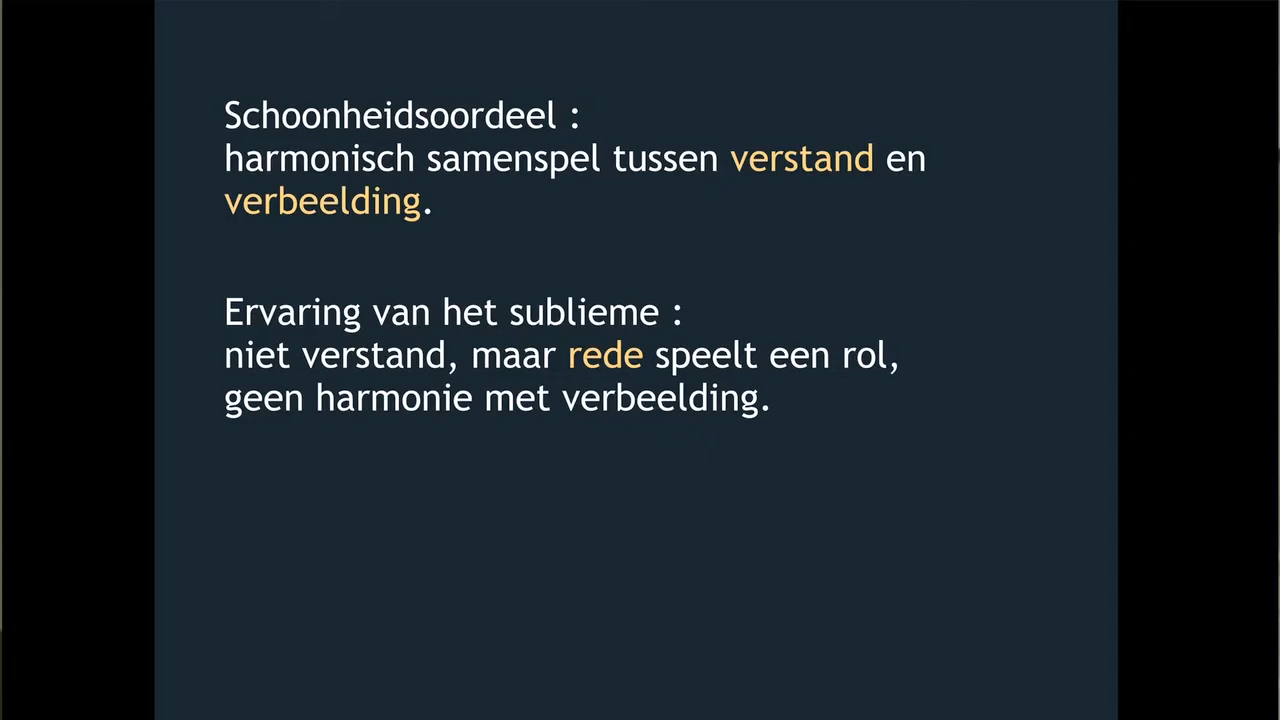 Schoonheidsoordeel :
harmonisch samenspel tussen verstand en
verbeelding.
Ervaring van het sublieme :
niet verstand, maar rede speelt een rol,
geen harmonie met verbeelding.